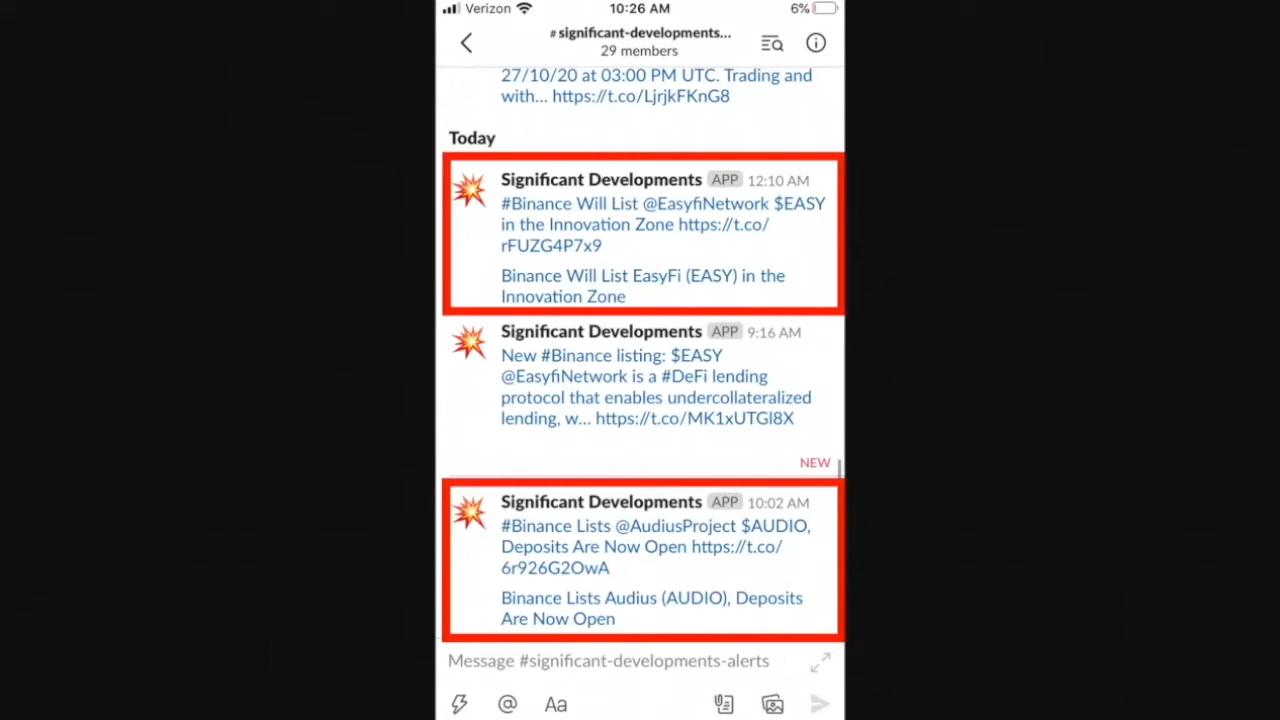 Verizon 10:26 AM 6%
#significant-developments...
29 members
27/10/20 at 03:00 PM UTC. Trading and
with... https://t.co/LjrjkFKnG8
Today
Significant Developments APP 12:10 AM
#Binance Will List @EasyfiNetwork $EASY
in the Innovation Zone https://t.co/
rFUZG4P7x9
Binance Will List EasyFi (EASY) in the
Innovation Zone
Significant Developments APP 9:16 AM
New #Binance listing: $EASY
@EasyfiNetwork is a #DeFi lending
protocol that enables undercollateralized
lending, w... https://t.co/MK1xUTGl8X
NEW
Significant Developments APP 10:02 AM
#Binance Lists @AudiusProject $AUDIO,
Deposits Are Now Open https://t.co/
6r926G2OwA
Binance Lists Audius (AUDIO), Deposits
Are Now Open
Message #significant-developments-alerts
@ Aa